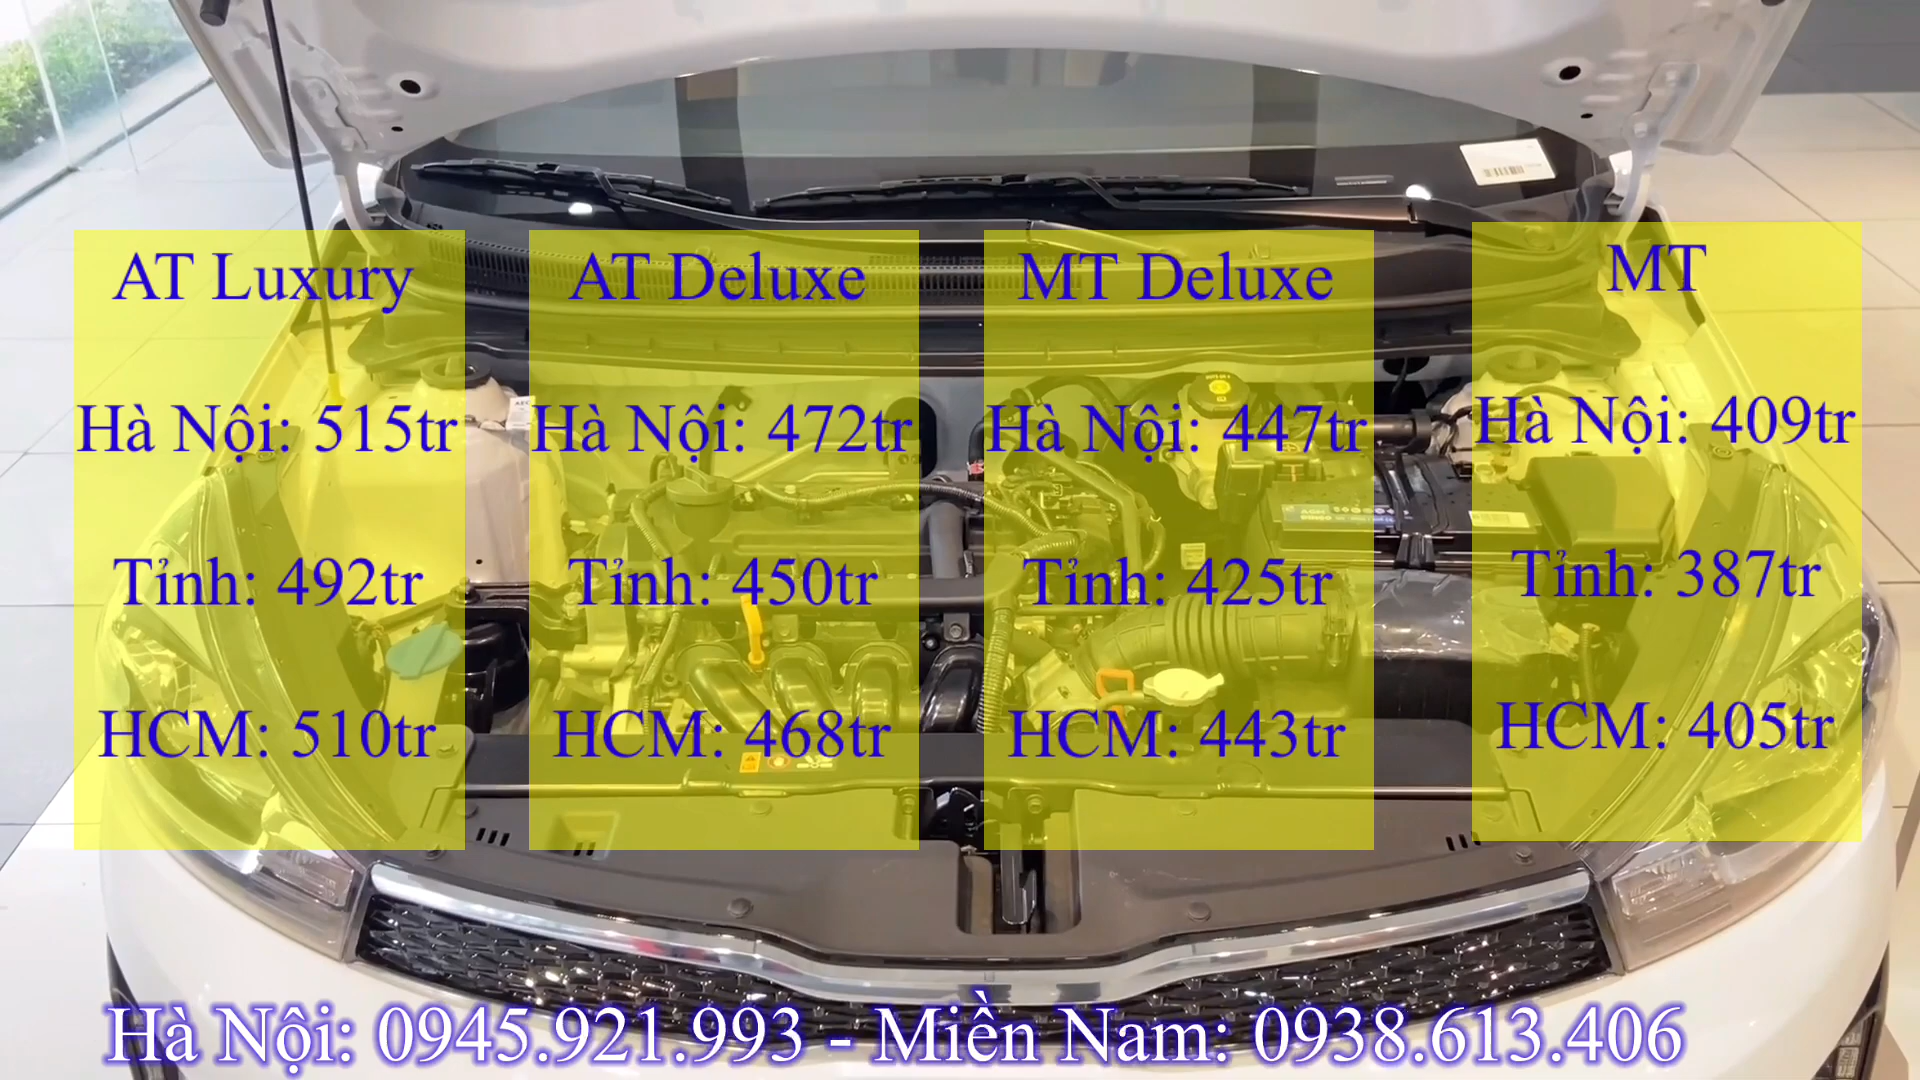 AT Luxury
Hà Nội: 515tr
Tỉnh: 492tr
HCM: 510tr
AT Deluxe
Hà Nội: 472tr
Tỉnh: 450tr
HCM: 468tr
MT Deluxe
Hà Nội: 447tr
Tỉnh: 425tr
HCM: 443tr
MT
Hà Nội: 409tr
Tỉnh: 387tr
HCM: 405tr
AGM
Hà Nội: 0945.921.993 - Miền Nam: 0938.613.406